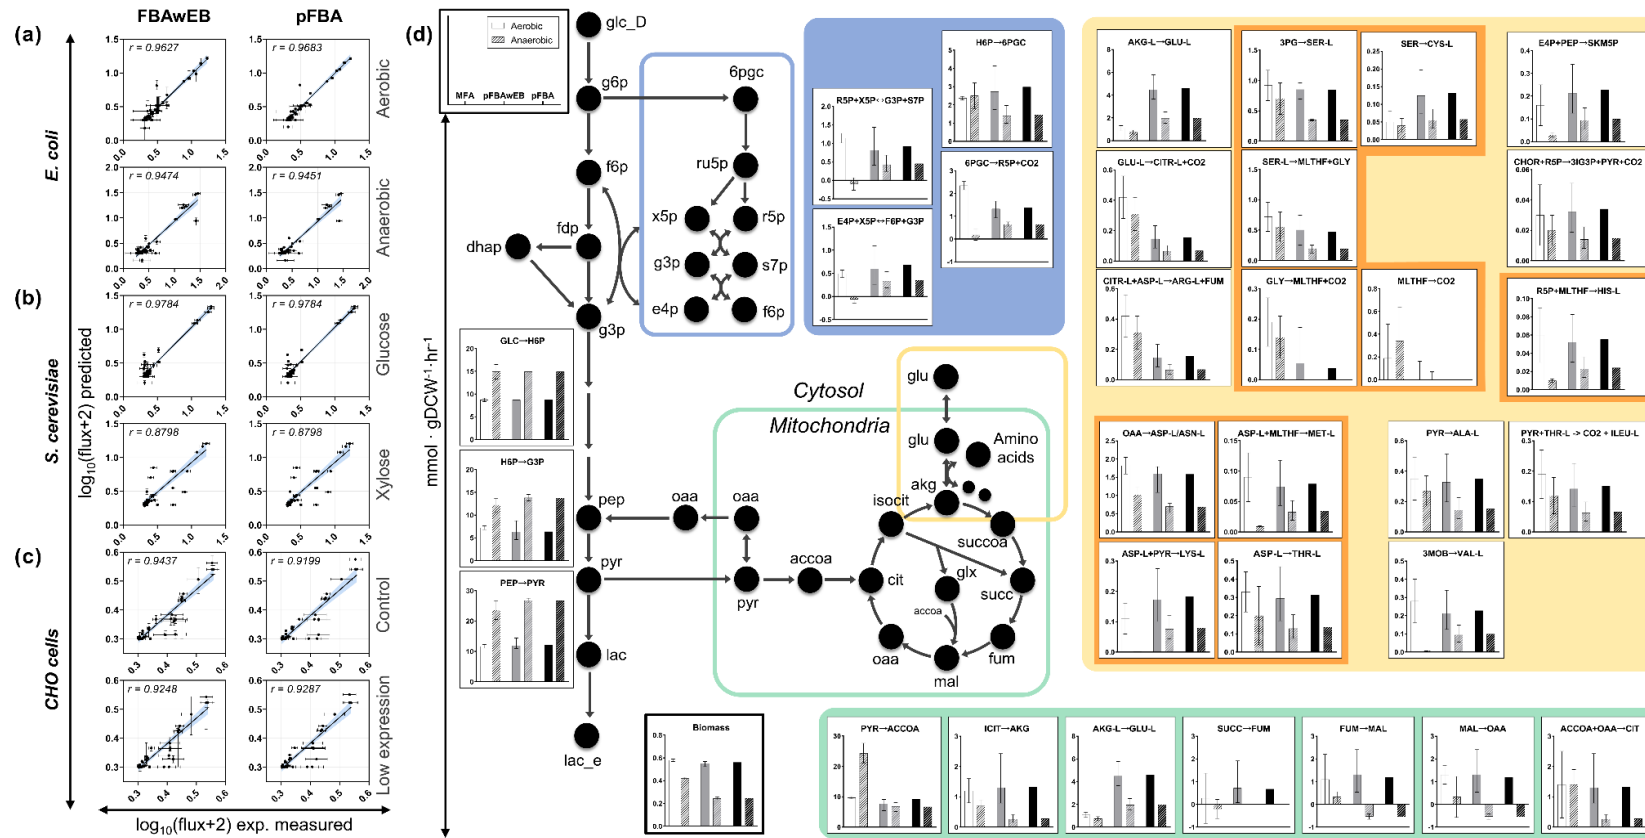 FBAwEB
pFBA
(a)
E. coli
r = 0.9627
r = 0.9683
Aerobic
r = 0.9474
r = 0.9451
Anaerobic
(b)
S. cerevisiae
r = 0.9784
r = 0.9784
Glucose
r = 0.8798
r = 0.8798
Xylose
(c)
CHO cells
r = 0.9437
r = 0.9199
Control
r = 0.9248
r = 0.9287
Low expression
log10(flux+2) predicted
log10(flux+2) exp. measured
(d)
Aerobic
Anaerobic
MFA pFBAwEB pFBA
mmol · gDCW-1·hr-1
glc_D
g6p
6pgc
f6p
ru5p
x5p
r5p
fdp
dhap
g3p
s7p
e4p
f6p
g3p
Cytosol
Mitochondria
glu
glu
Amino
acids
akg
isocit
pep
oaa
oaa
succoa
pyr
accoa
pyr
cit
glx
succ
accoa
lac
oaa
fum
mal
lac_e
GLC→H6P
H6P→G3P
PEP→PYR
R5P+X5P↔G3P+S7P
E4P+X5P↔F6P+G3P
H6P→6PGC
6PGC→R5P+CO2
AKG-L→GLU-L
3PG→SER-L
SER→CYS-L
E4P+PEP→SKM5P
GLU-L→CITR-L+CO2
SER-L→MLTHF+GLY
CHOR+R5P→3IG3P+PYR+CO2
CITR-L+ASP-L→ARG-L+FUM
GLY→MLTHF+CO2
MLTHF→CO2
R5P+MLTHF→HIS-L
OAA→ASP-L/ASN-L
ASP-L+MLTHF→MET-L
PYR→ALA-L
PYR+THR-L -> CO2 + ILEU-L
ASP-L+PYR→LYS-L
ASP-L→THR-L
3MOB→VAL-L
Biomass
PYR→ACCOA
ICIT→AKG
AKG-L→GLU-L
SUCC→FUM
FUM→MAL
MAL→OAA
ACCOA+OAA→CIT